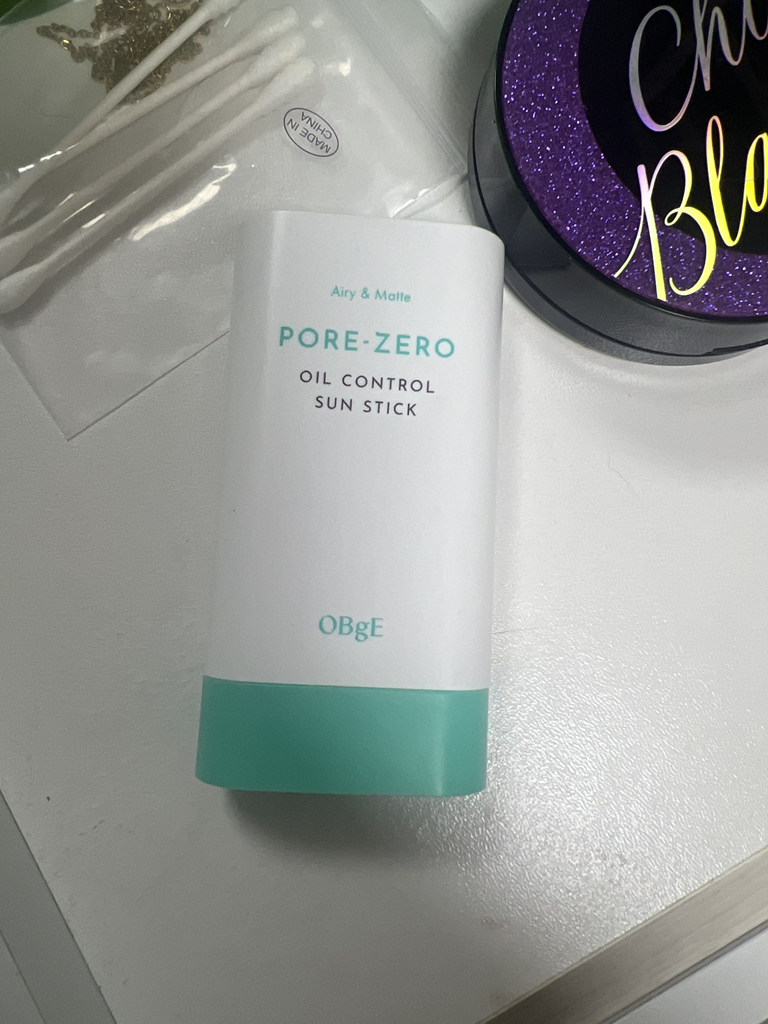 MADE IN
CHINA
Airy & Matte
PORE-ZERO
OIL CONTROL
SUN STICK
OBgE